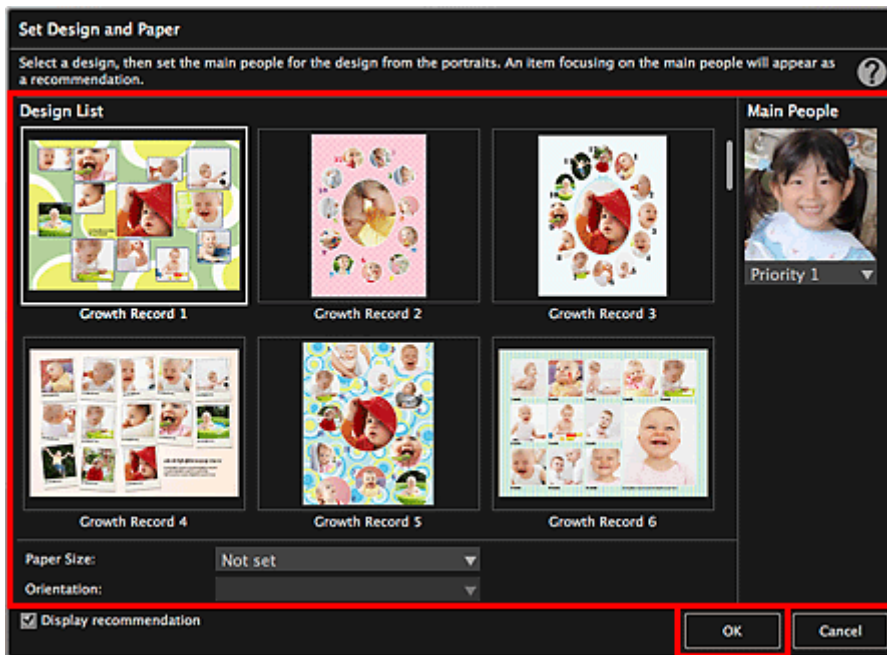 Set Design and Paper
Select a design, then set the main people for the design from the portraits. An item focusing on the main people will appear as
a recommendation.
?
Design List
Main People
Priority 1
Growth Record 1
Growth Record 2
Growth Record 3
Growth Record 4
Growth Record 5
Growth Record 6
Paper Size:
Not set
Orientation:
Display recommendation
OK
Cancel